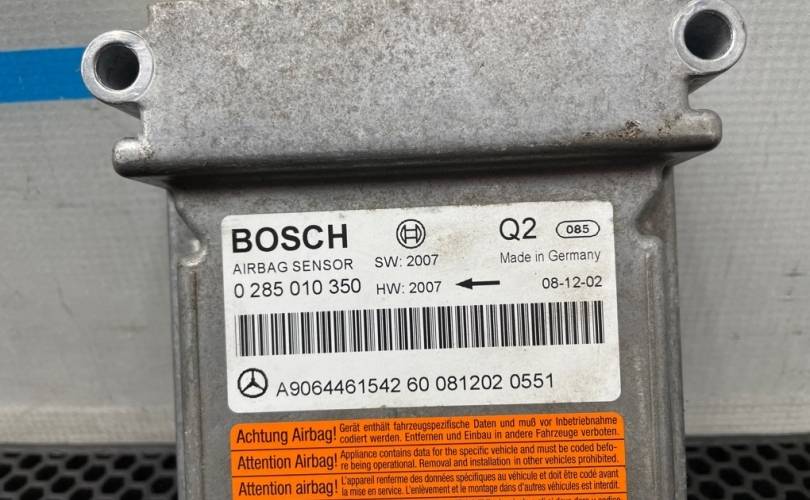 BOSCH
Q2 085
AIRBAG SENSOR SW: 2007 Made in Germany
0 285 010 350 HW: 2007 08-12-02
A9064461542 60 081202 0551
Achtung Airbag! Gerät enthält fahrzeugspezifische Daten und muß vor Inbetriebnahme
codiert werden. Entfernen und Einbau in andere Fahrzeuge verboten.
Attention Airbag! Appliance contains data for the specific vehicle and must be coded befo-
re being operational. Removal and installation in other vehicles prohibited.
Attention airbag! L'appareil renferme des données spécifiques au véhicule et doit être codé avant
la mise en service. L'enlèvement et le montage dans d'autres véhicules est interdit.